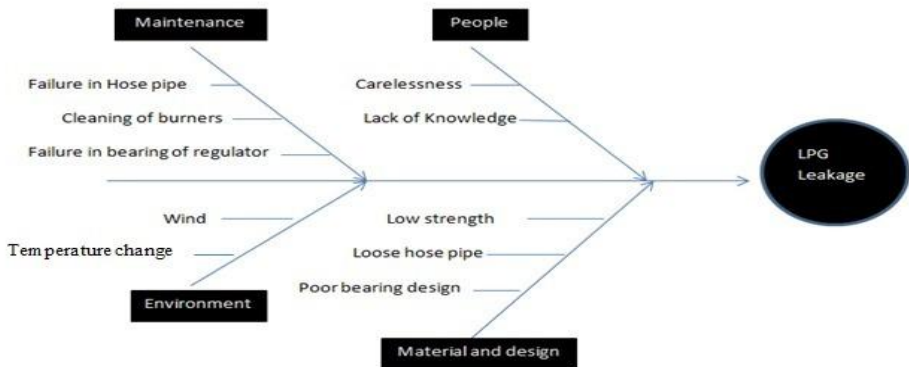 Maintenance
People
Failure in Hose pipe
Carelessness
Cleaning of burners
Lack of Knowledge
Failure in bearing of regulator
LPG
Leakage
Wind
Low strength
Temperature change
Loose hose pipe
Poor bearing design
Environment
Material and design